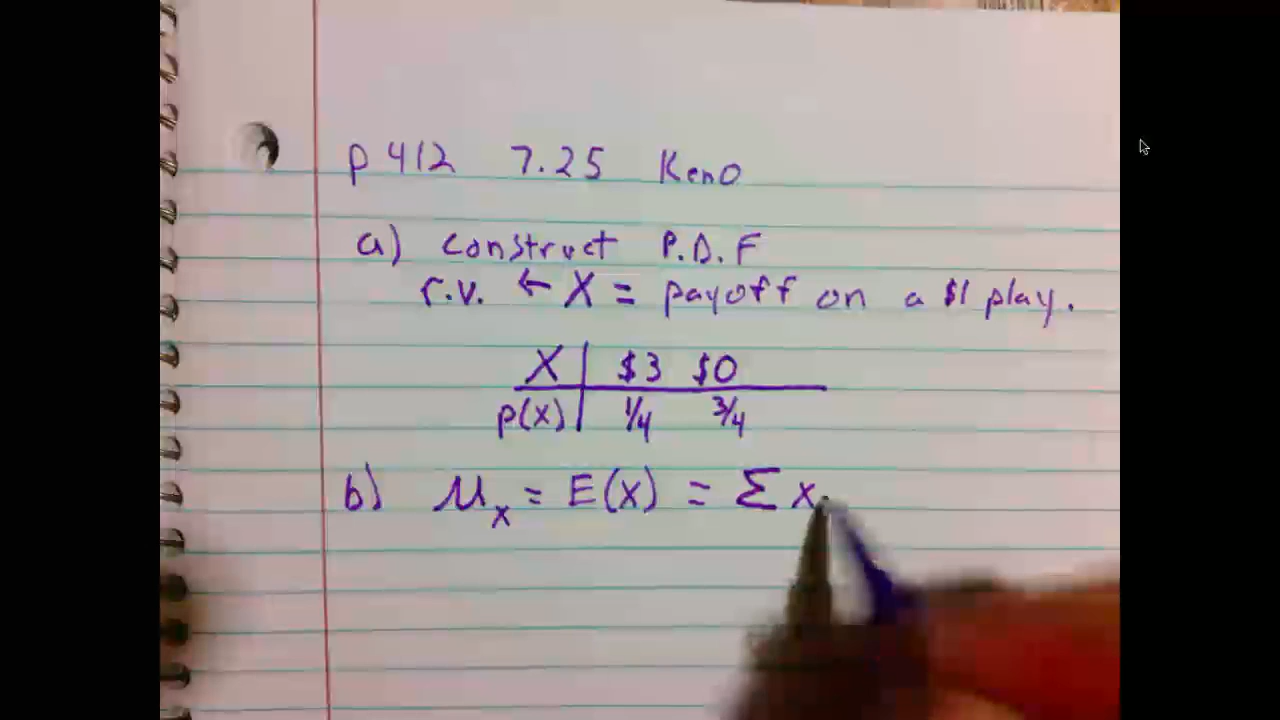 p 412 7.25 Keno
a) construct P.D.F
r.v. ← X = payoff on a $1 play.
X | $3 $0
p(x) | 1/4 3/4
b) μx = E(x) = Σ x